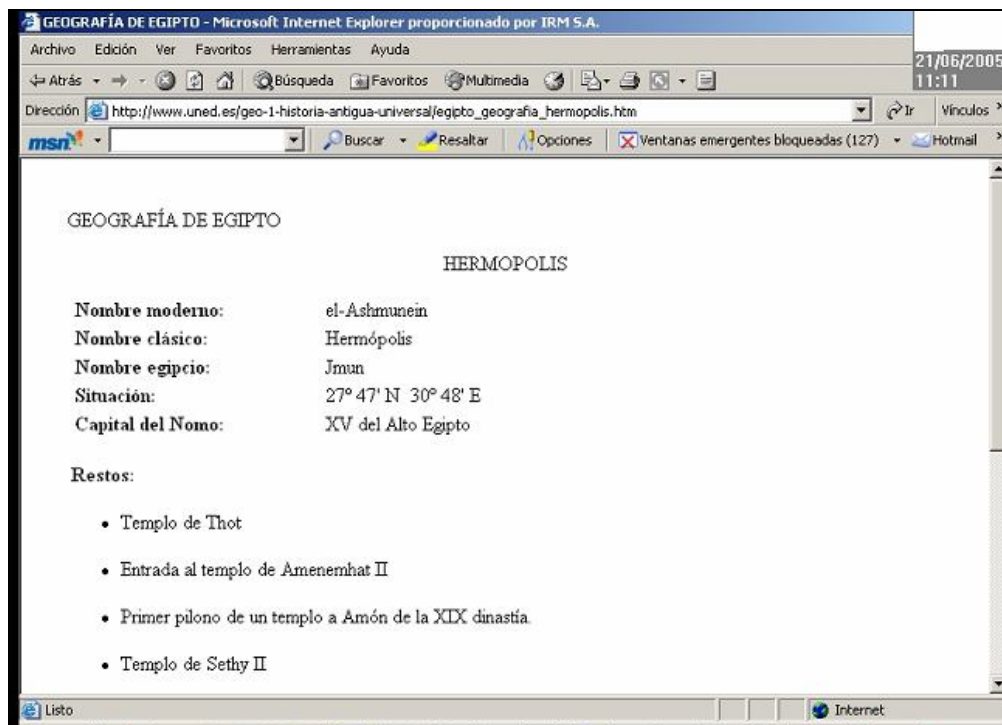 GEOGRAFÍA DE EGIPTO - Microsoft Internet Explorer proporcionado por IRM S.A.
Archivo Edición Ver Favoritos Herramientas Ayuda
21/06/2005
11:11
Atrás Búsqueda Favoritos Multimedia
Dirección http://www.uned.es/geo-1-historia-antigua-universal/egipto_geografia_hermopolis.htm Ir Vínculos »
msn Buscar Resaltar Opciones Ventanas emergentes bloqueadas (127) Hotmail »
GEOGRAFÍA DE EGIPTO
HERMOPOLIS
Nombre moderno: el-Ashmunein
Nombre clásico: Hermópolis
Nombre egipcio: Jmun
Situación: 27º 47' N 30º 48' E
Capital del Nomo: XV del Alto Egipto
Restos:
• Templo de Thot
• Entrada al templo de Amenemhat II
• Primer pilono de un templo a Amón de la XIX dinastía.
• Templo de Sethy II
Listo Internet